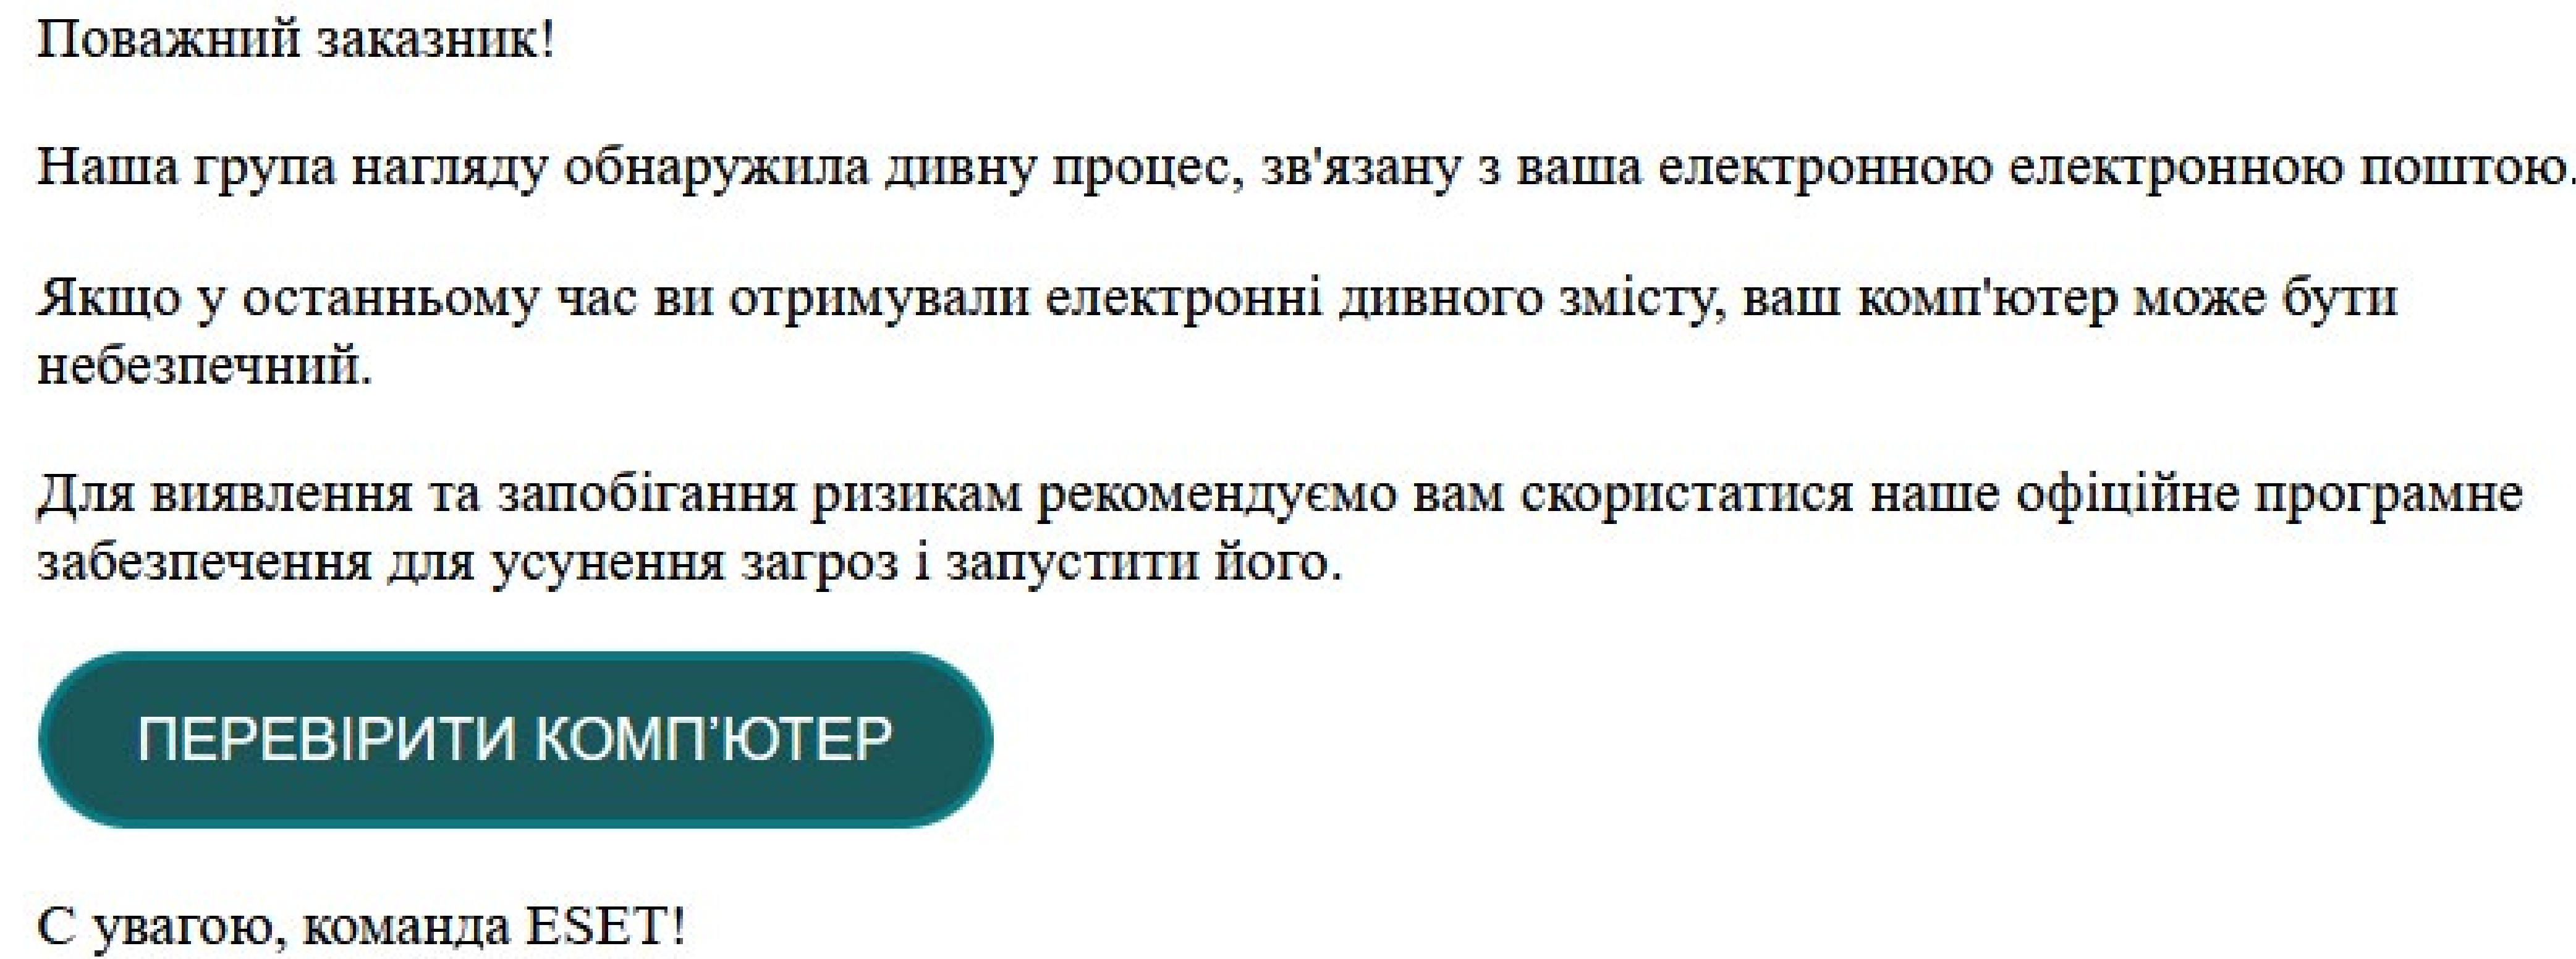 Поважний заказник!
Наша група нагляду обнаружила дивну процес, зв'язану з ваша електронною електронною поштою.
Якщо у останньому час ви отримували електронні дивного змісту, ваш комп'ютер може бути
небезпечний.
Для виявлення та запобігання ризикам рекомендуємо вам скористатися наше офіційне програмне
забезпечення для усунення загроз і запустити його.
ПЕРЕВІРИТИ КОМП’ЮТЕР
С увагою, команда ESET!